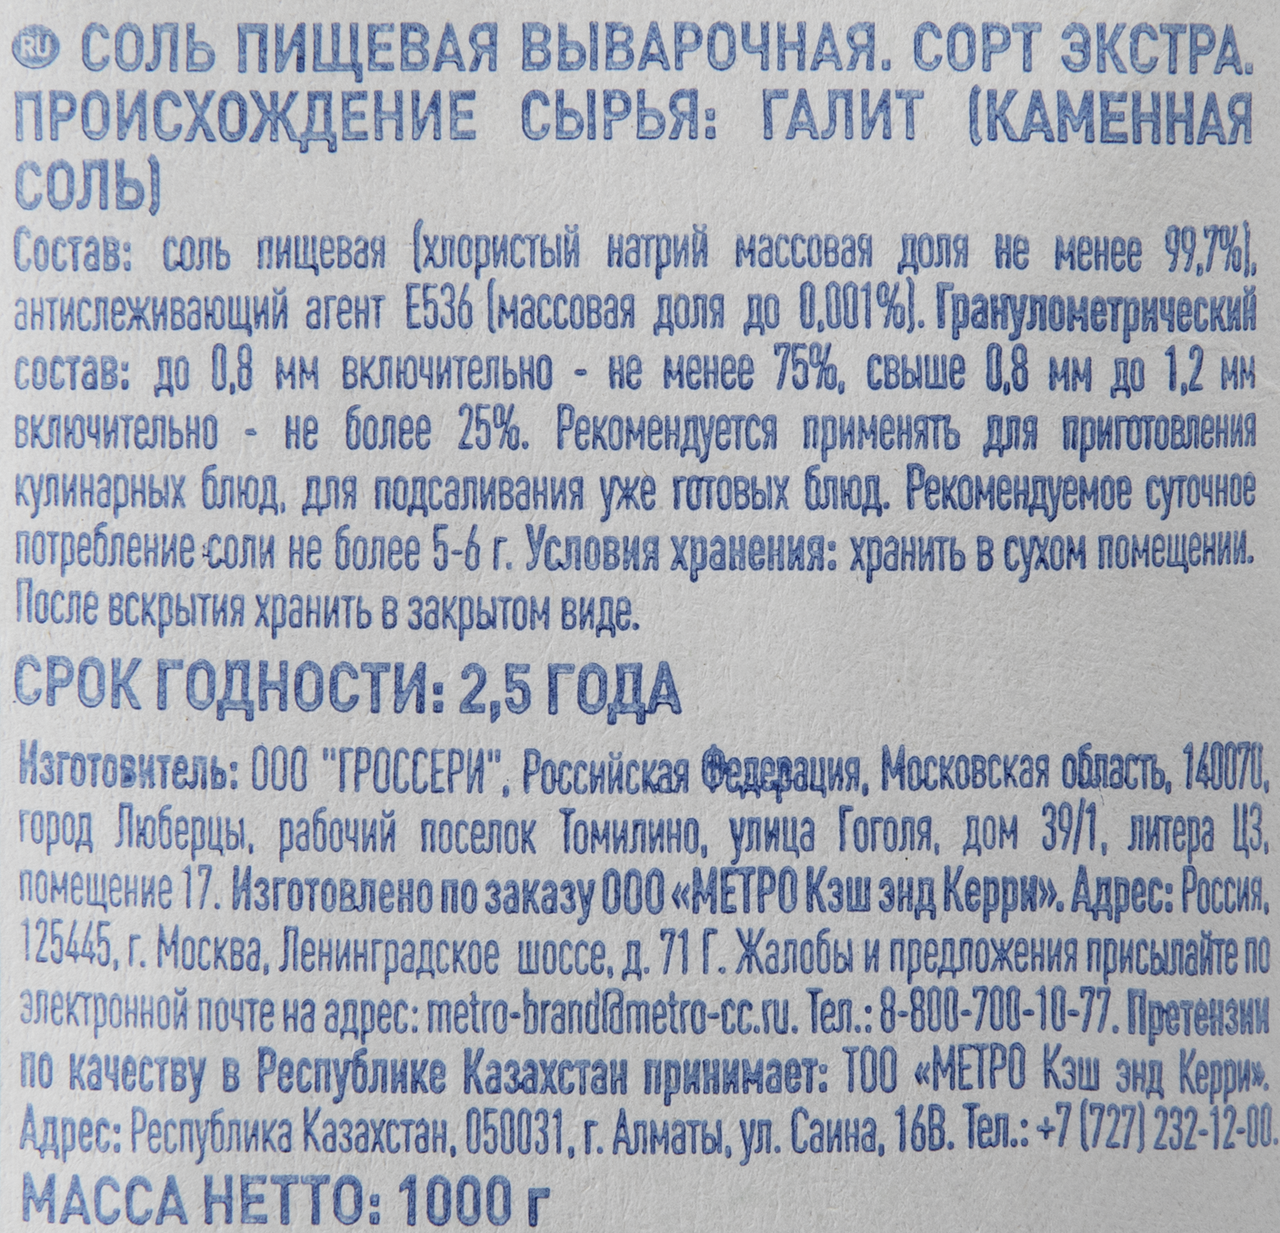 RU СОЛЬ ПИЩЕВАЯ ВЫВАРОЧНАЯ. СОРТ ЭКСТРА.
ПРОИСХОЖДЕНИЕ СЫРЬЯ: ГАЛИТ (КАМЕННАЯ
СОЛЬ)
Состав: соль пищевая (хлористый натрий массовая доля не менее 99,7%),
антислеживающий агент Е536 (массовая доля до 0,001%). Гранулометрический
состав: до 0,8 мм включительно - не менее 75%, свыше 0,8 мм до 1,2 мм
включительно - не более 25%. Рекомендуется применять для приготовления
кулинарных блюд, для подсаливания уже готовых блюд. Рекомендуемое суточное
потребление соли не более 5-6 г. Условия хранения: хранить в сухом помещении.
После вскрытия хранить в закрытом виде.
СРОК ГОДНОСТИ: 2,5 ГОДА
Изготовитель: ООО "ГРОССЕРИ", Российская Федерация, Московская область, 140070,
город Люберцы, рабочий поселок Томилино, улица Гоголя, дом 39/1, литера Ц3,
помещение 17. Изготовлено по заказу ООО «МЕТРО Кэш энд Керри». Адрес: Россия,
125445, г. Москва, Ленинградское шоссе, д. 71 Г. Жалобы и предложения присылайте по
электронной почте на адрес: metro-brand@metro-cc.ru. Тел.: 8-800-700-10-77. Претензии
по качеству в Республике Казахстан принимает: ТОО «МЕТРО Кэш энд Керри».
Адрес: Республика Казахстан, 050031, г. Алматы, ул. Саина, 16В. Тел.: +7 (727) 232-12-00.
МАССА НЕТТО: 1000 г